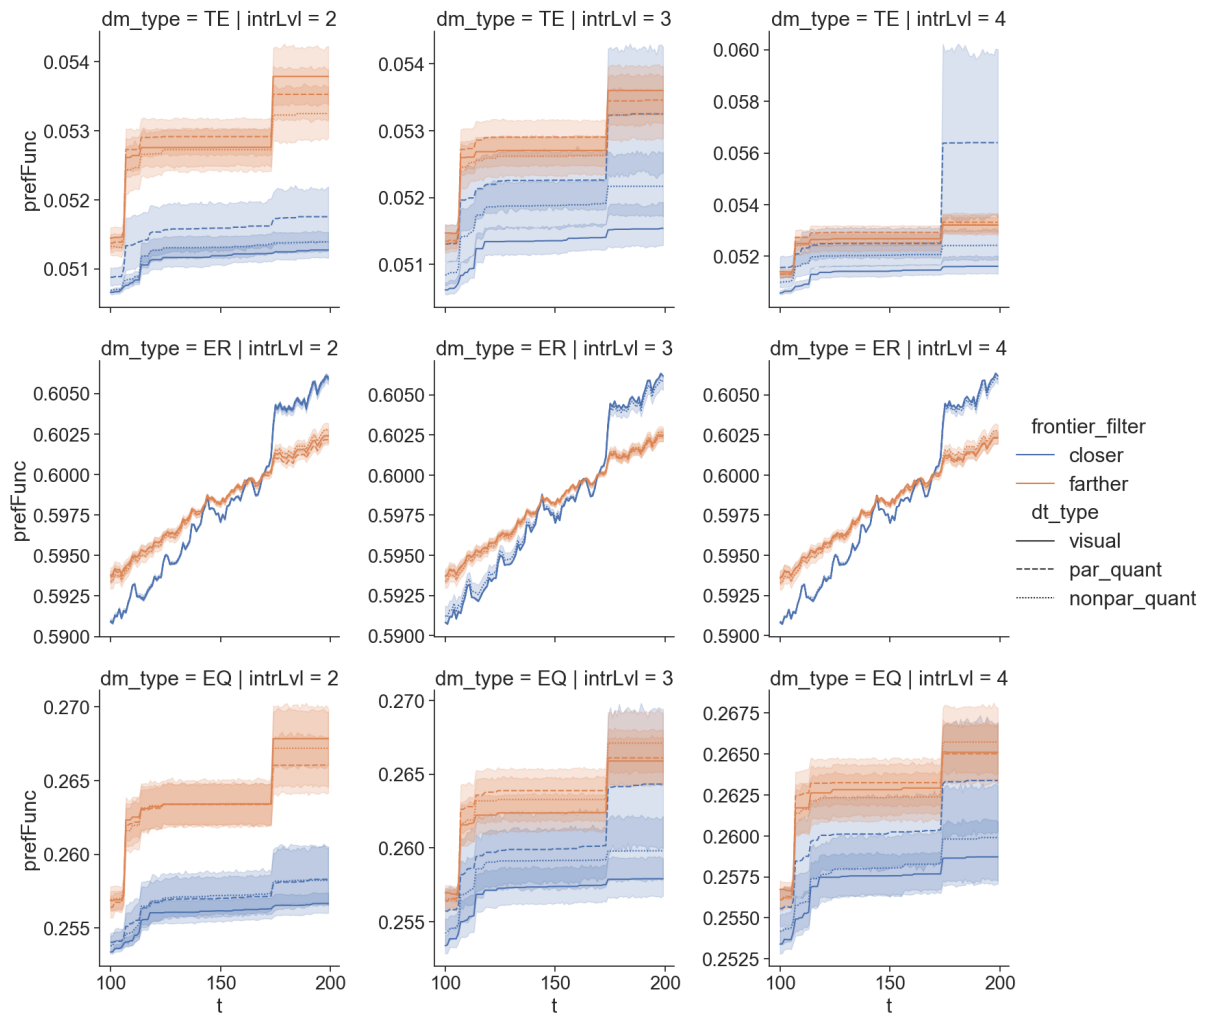 dm_type = TE | intrLvl = 2
dm_type = TE | intrLvl = 3
dm_type = TE | intrLvl = 4
prefFunc
0.054
0.053
0.052
0.051
0.054
0.053
0.052
0.051
0.060
0.058
0.056
0.054
0.052
dm_type = ER | intrLvl = 2
dm_type = ER | intrLvl = 3
dm_type = ER | intrLvl = 4
prefFunc
0.6050
0.6025
0.6000
0.5975
0.5950
0.5925
0.5900
0.6050
0.6025
0.6000
0.5975
0.5950
0.5925
0.5900
0.6050
0.6025
0.6000
0.5975
0.5950
0.5925
0.5900
frontier_filter
closer
farther
dt_type
visual
par_quant
nonpar_quant
dm_type = EQ | intrLvl = 2
dm_type = EQ | intrLvl = 3
dm_type = EQ | intrLvl = 4
prefFunc
0.270
0.265
0.260
0.255
0.270
0.265
0.260
0.255
0.2675
0.2650
0.2625
0.2600
0.2575
0.2550
0.2525
100 150 200
100 150 200
100 150 200
t
t
t